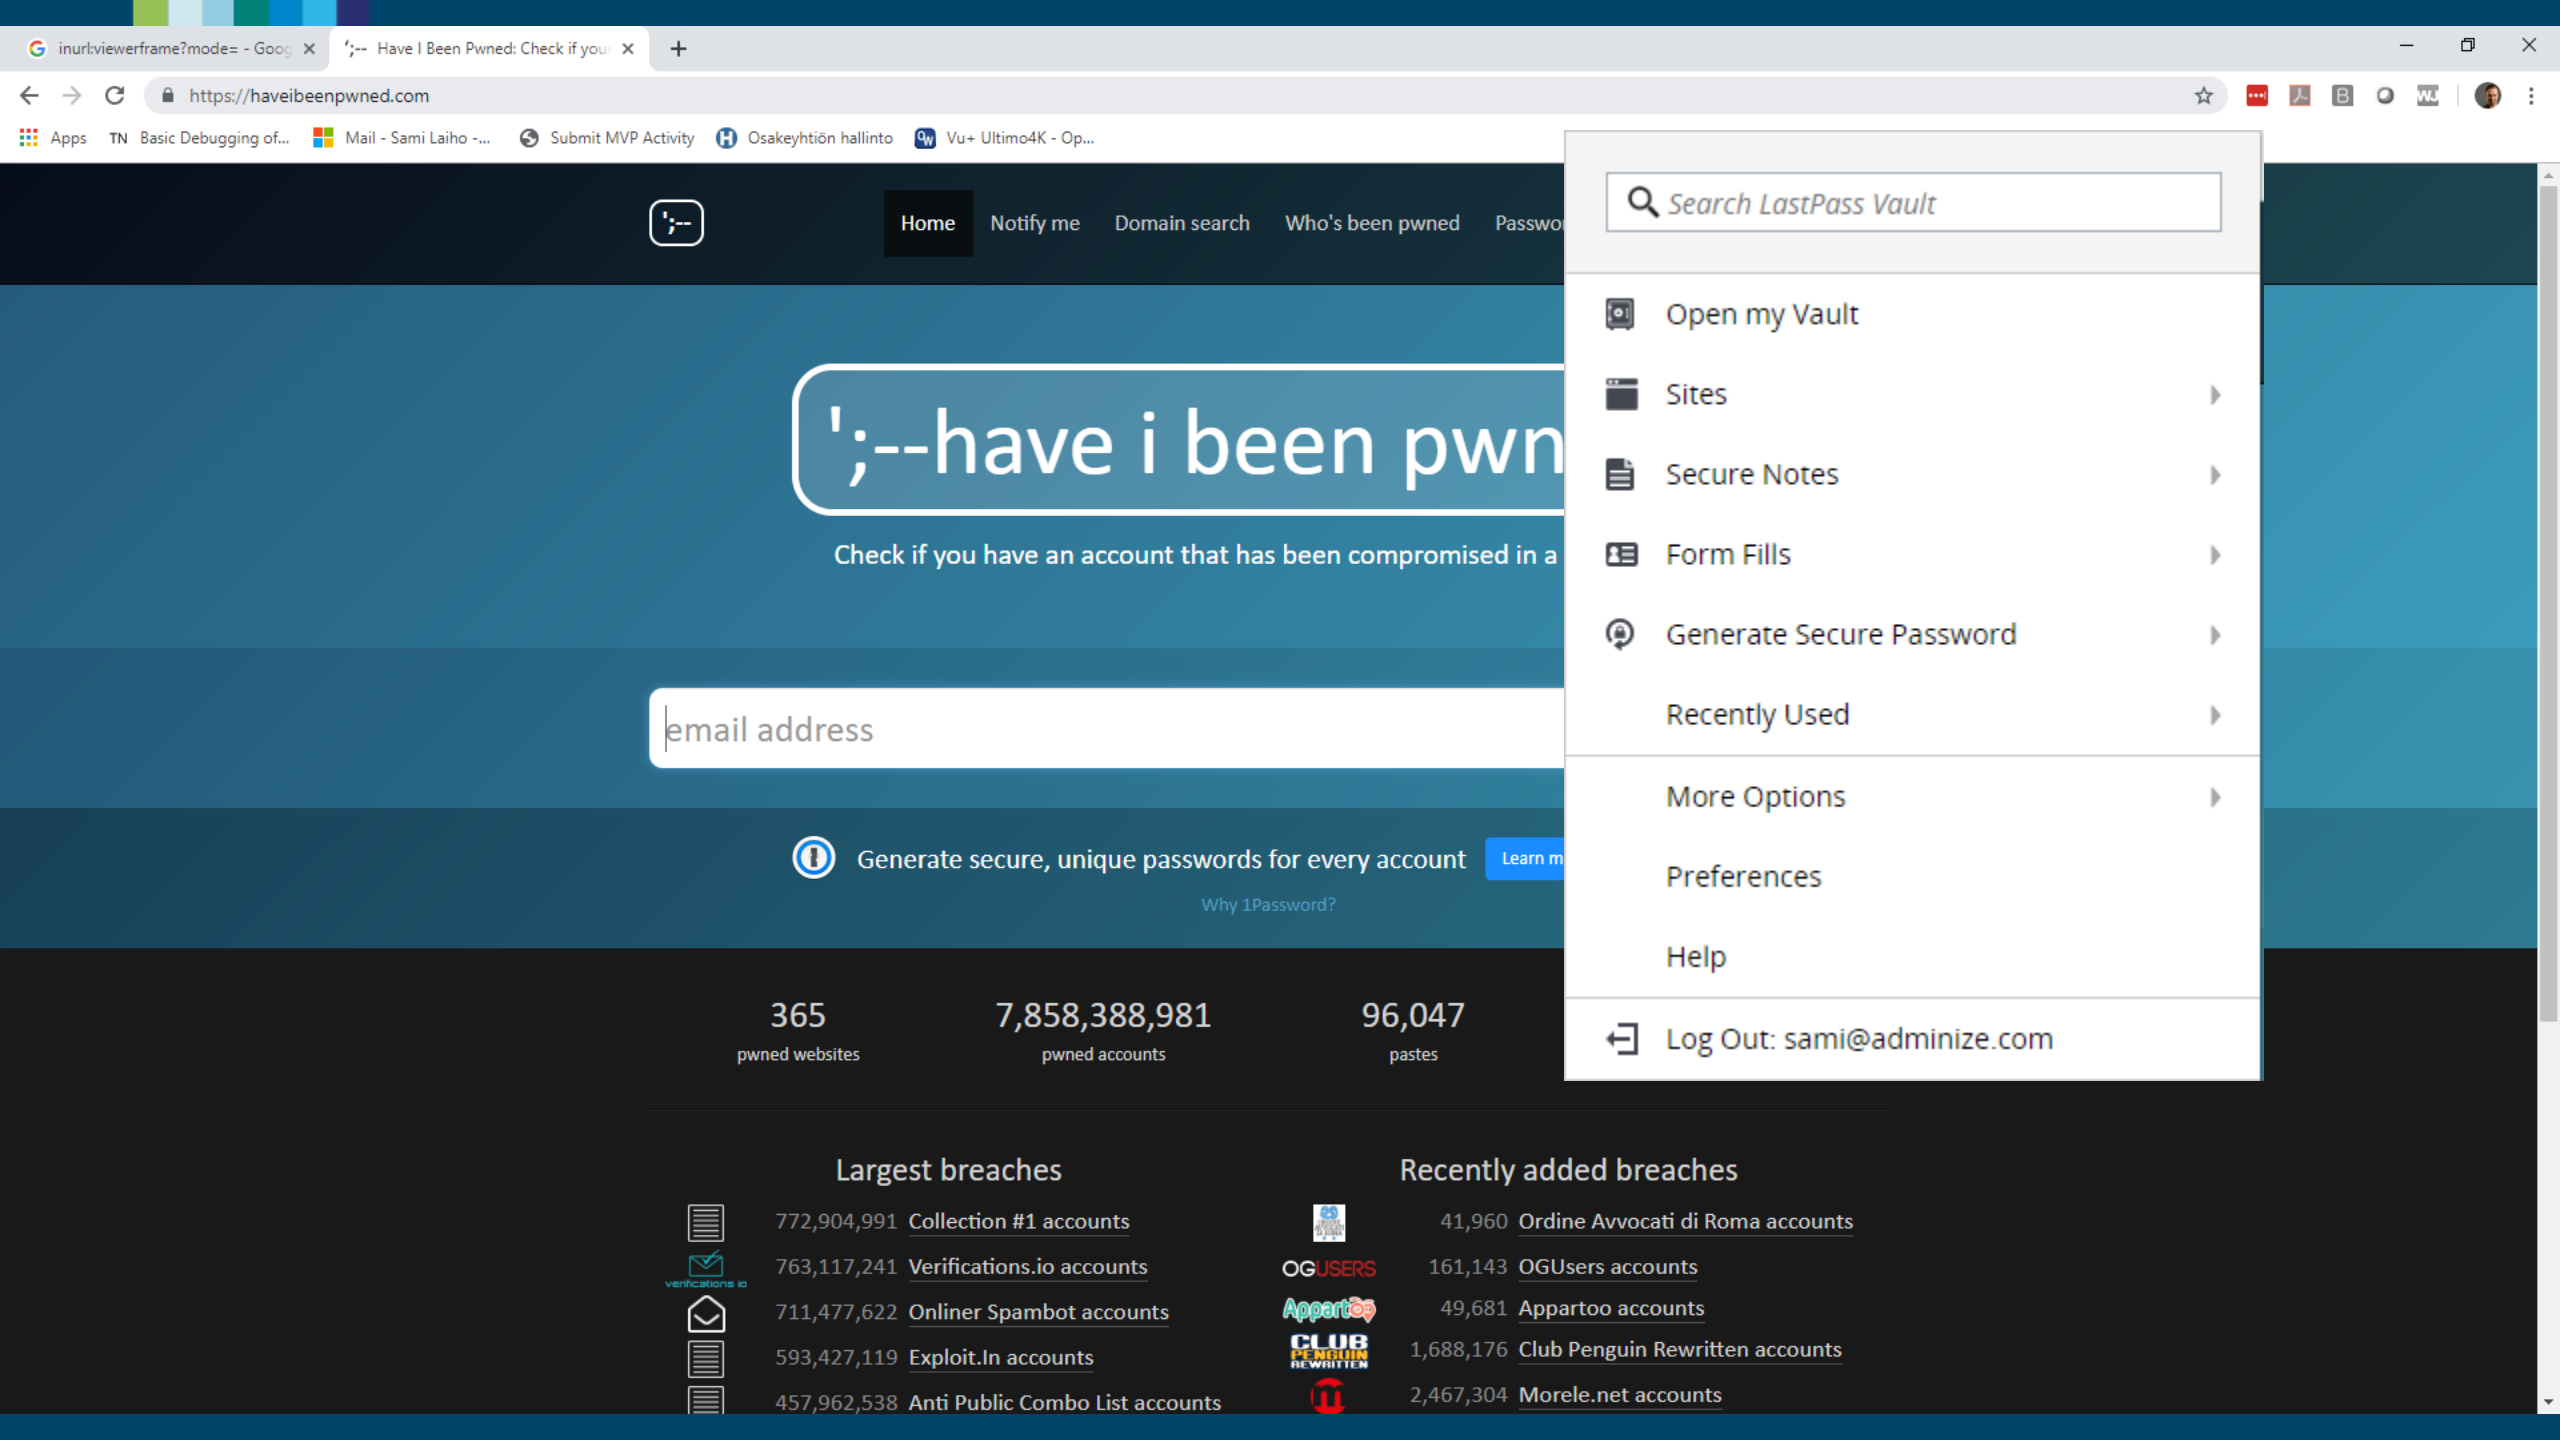 inurl:viewerframe?mode= - Goog
';-- Have I Been Pwned: Check if your
https://haveibeenpwned.com
Apps TN Basic Debugging of... Mail - Sami Laiho -... Submit MVP Activity H Osakeyhtiön hallinto Vu+ Ultimo4K - Op...
';--
Home Notify me Domain search Who's been pwned Passwo
';--have i been pwn
Check if you have an account that has been compromised in a
email address
Generate secure, unique passwords for every account Learn m
Why 1Password?
365 7,858,388,981 96,047
pwned websites pwned accounts pastes
Search LastPass Vault
Open my Vault
Sites
Secure Notes
Form Fills
Generate Secure Password
Recently Used
More Options
Preferences
Help
Log Out: sami@adminize.com
Largest breaches
772,904,991 Collection #1 accounts
verifications io 763,117,241 Verifications.io accounts
711,477,622 Onliner Spambot accounts
593,427,119 Exploit.In accounts
457,962,538 Anti Public Combo List accounts
Recently added breaches
41,960 Ordine Avvocati di Roma accounts
OGUSERS 161,143 OGUsers accounts
Appartoo 49,681 Appartoo accounts
CLUB PENGUIN REWRITTEN 1,688,176 Club Penguin Rewritten accounts
m 2,467,304 Morele.net accounts